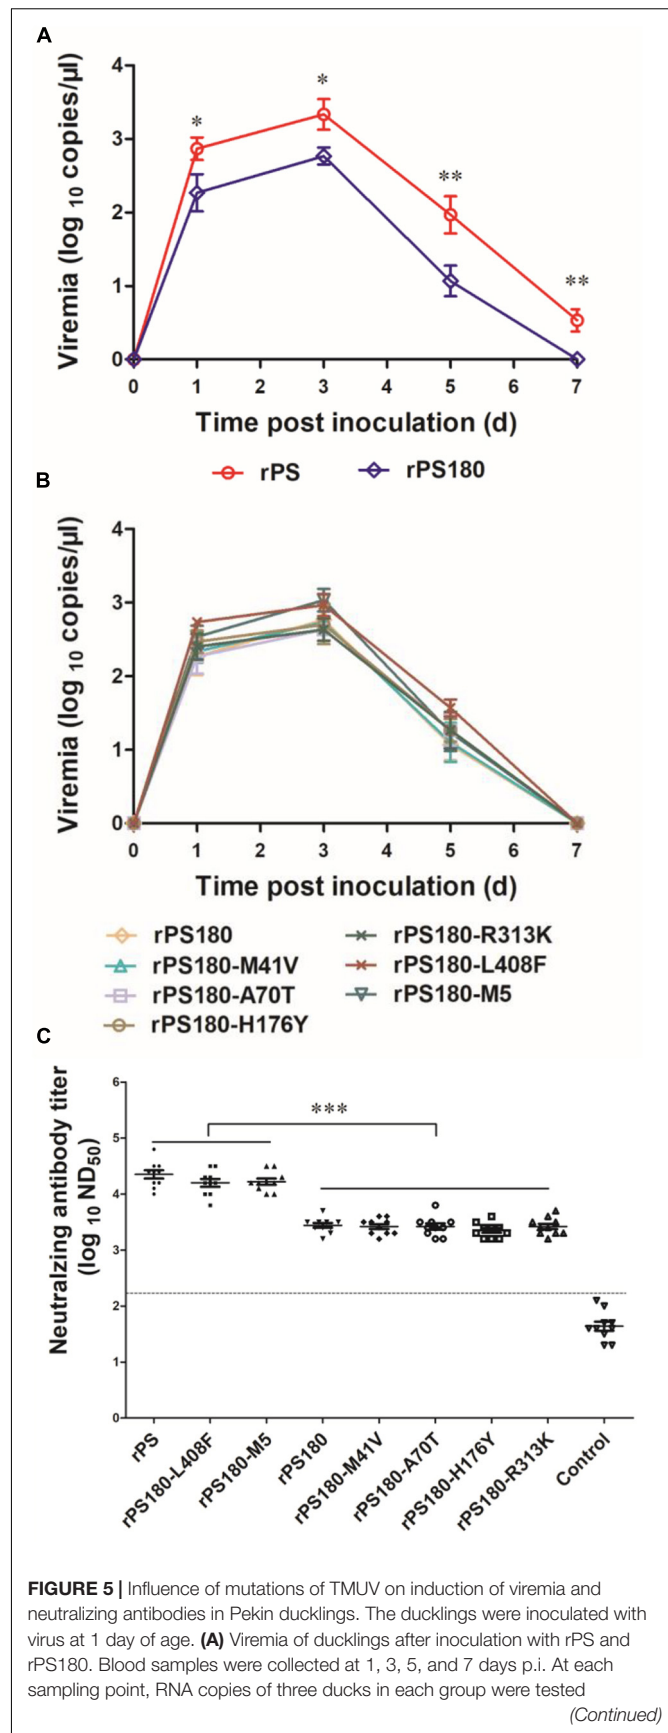 A
4
3
2
1
0
Viremia (log 10 copies/µl)
*
*
**
**
0 1 2 3 4 5 6 7
Time post inoculation (d)
rPS rPS180
B
4
3
2
1
0
Viremia (log 10 copies/µl)
0 1 2 3 4 5 6 7
Time post inoculation (d)
rPS180 rPS180-R313K
rPS180-M41V rPS180-L408F
rPS180-A70T rPS180-M5
rPS180-H176Y
C
6
5
4
3
2
1
0
Neutralzing antibody titer
(log 10 ND50)
***
rPS
rPS180-L408F
rPS180-M5
rPS180
rPS180-M41V
rPS180-A70T
rPS180-H176Y
rPS180-R313K
Control
FIGURE 5 | Influence of mutations of TMUV on induction of viremia and
neutralizing antibodies in Pekin ducklings. The ducklings were inoculated with
virus at 1 day of age. (A) Viremia of ducklings after inoculation with rPS and
rPS180. Blood samples were collected at 1, 3, 5, and 7 days p.i. At each
sampling point, RNA copies of three ducks in each group were tested
(Continued)